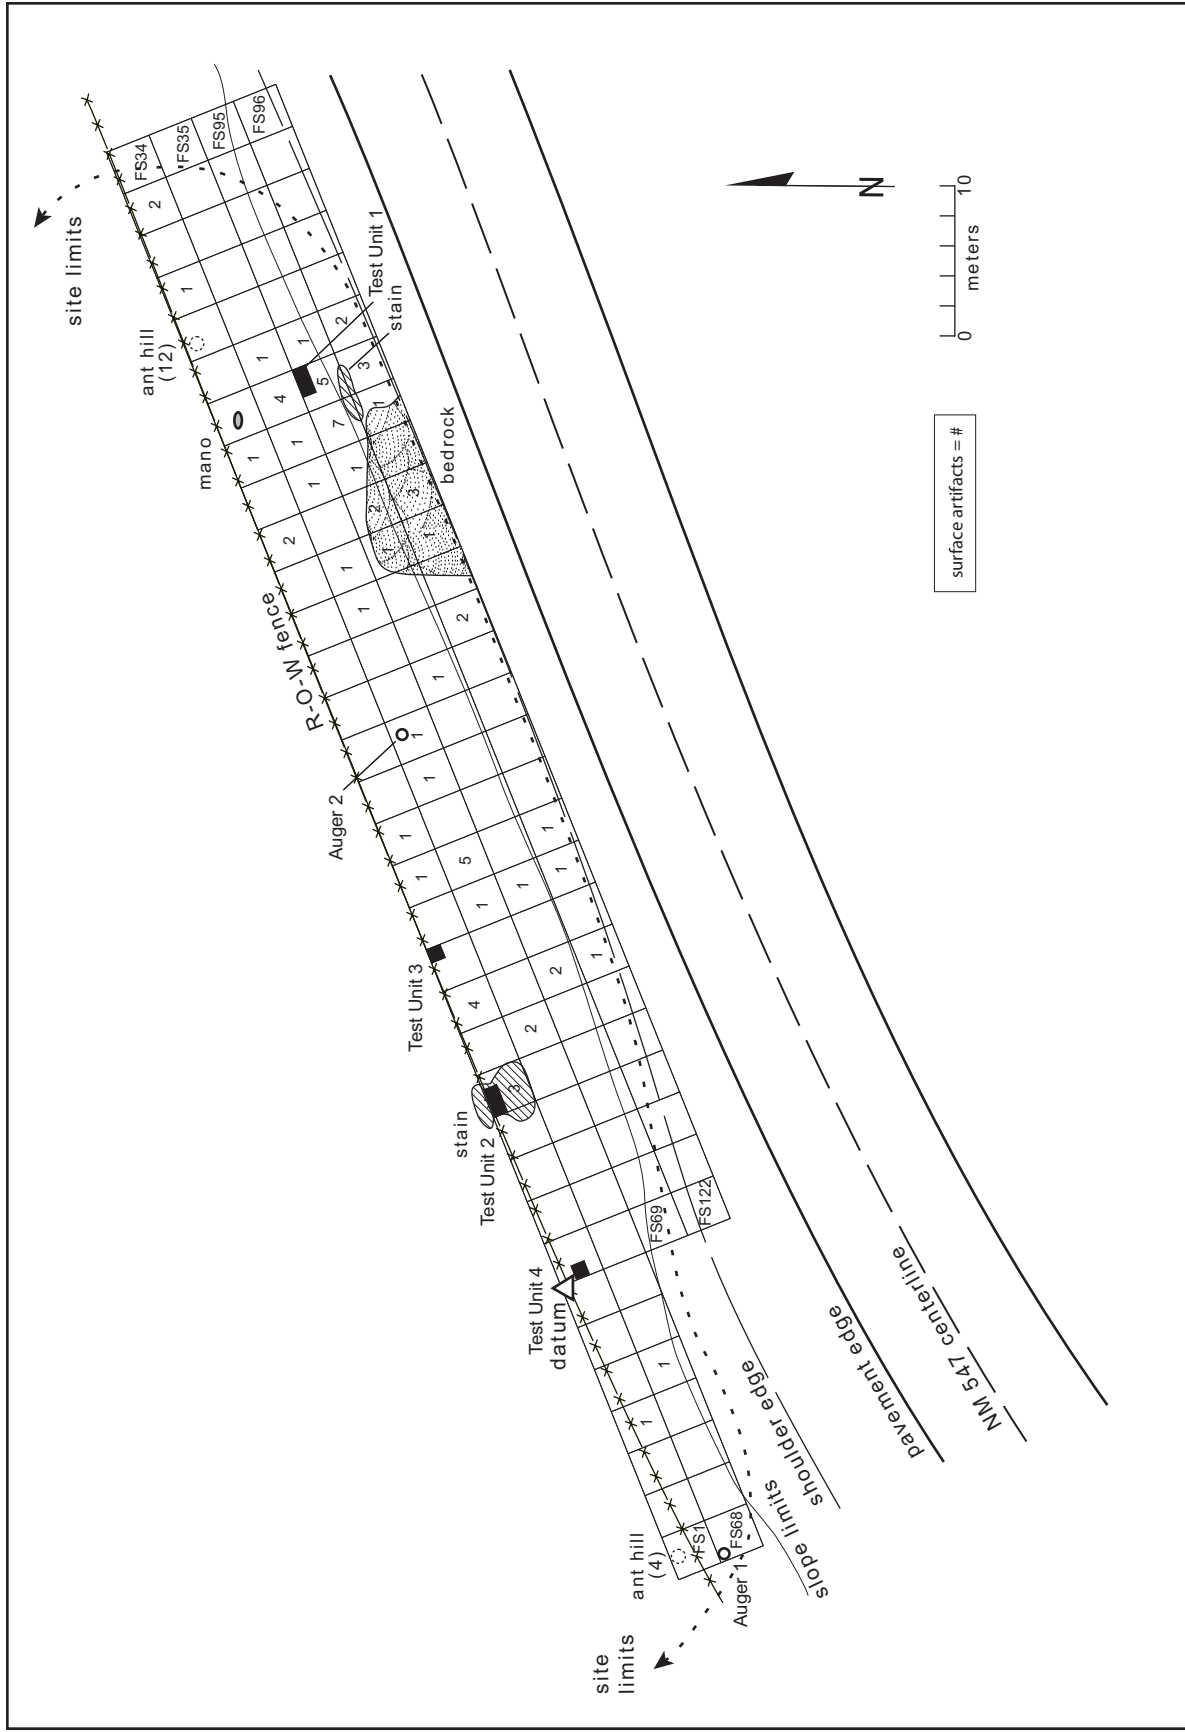 site limits
FS34
FS35
FS95
FS96
2
1
ant hill
(12)
Test Unit 1
stain
1
1
2
mano
4
5
3
1
1
7
1
1
1
bedrock
2
2
3
1
1
1
R-O-W fence
1
2
1
Auger 2
1
1
1
1
5
1
1
1
1
1
Test Unit 3
4
2
1
2
stain
3
Test Unit 2
FS69
FS122
Test Unit 4
datum
1
1
ant hill
(4)
FS1
FS68
Auger 1
site
limits
slope limits
shoulder edge
pavement edge
NM 547 centerline
N
0
10
meters
surface artifacts = #